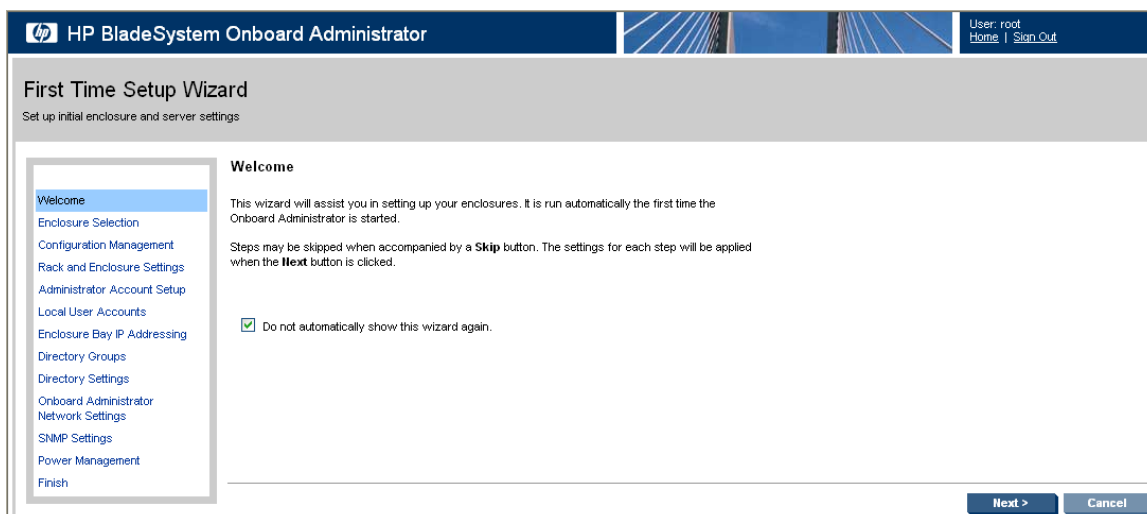 hp HP BladeSystem Onboard Administrator
User: root
Home | Sign Out
First Time Setup Wizard
Set up initial enclosure and server settings
Welcome
Enclosure Selection
Configuration Management
Rack and Enclosure Settings
Administrator Account Setup
Local User Accounts
Enclosure Bay IP Addressing
Directory Groups
Directory Settings
Onboard Administrator
Network Settings
SNMP Settings
Power Management
Finish
Welcome
This wizard will assist you in setting up your enclosures. It is run automatically the first time the
Onboard Administrator is started.
Steps may be skipped when accompanied by a Skip button. The settings for each step will be applied
when the Next button is clicked.
Do not automatically show this wizard again.
Next >
Cancel